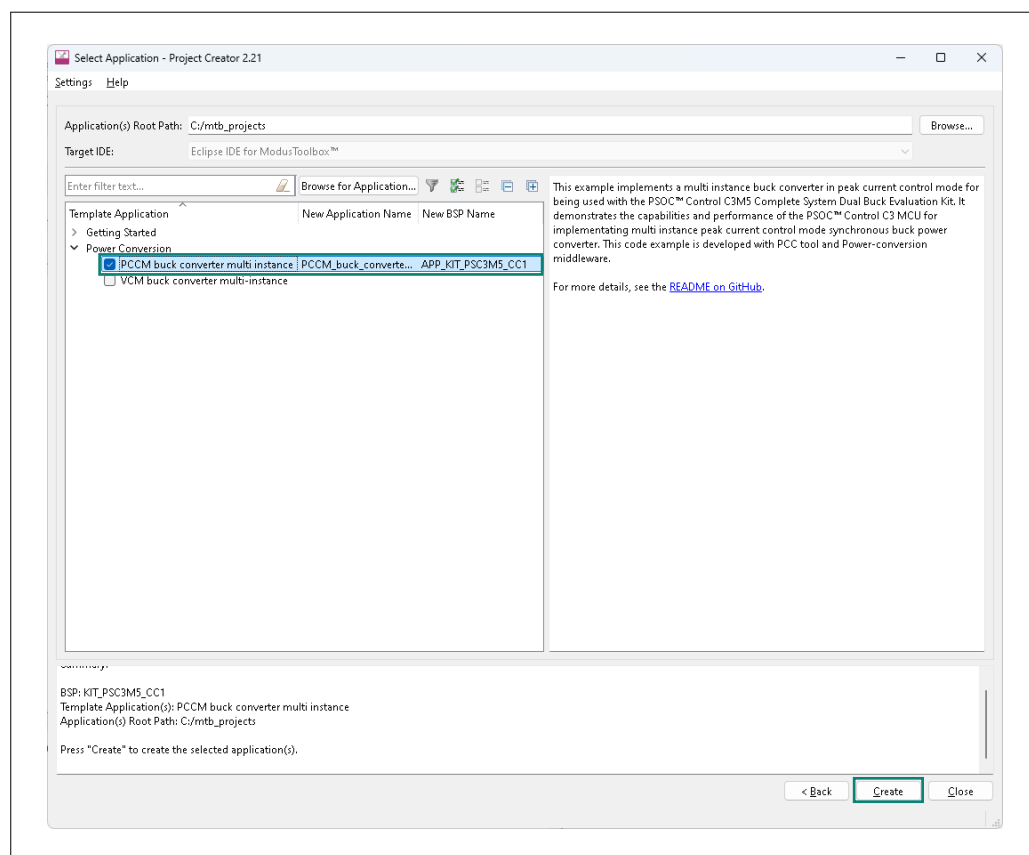 Select Application - Project Creator 2.21
Settings Help
Application(s) Root Path: C:/mtb_projects Browse...
Target IDE: Eclipse IDE for ModusToolbox™
Enter filter text... Browse for Application...
Template Application New Application Name New BSP Name
Getting Started
Power Conversion
PCCM buck converter multi instance PCCM_buck_converte... APP_KIT_PSC3M5_CC1
VCM buck converter multi-instance
This example implements a multi instance buck converter in peak current control mode for
being used with the PSOC™ Control C3M5 Complete System Dual Buck Evaluation Kit. It
demonstrates the capabilities and performance of the PSOC™ Control C3 MCU for
implementating multi instance peak current control mode synchronous buck power
converter. This code example is developed with PCC tool and Power-conversion
middleware.
For more details, see the README on GitHub.
Summary:
BSP: KIT_PSC3M5_CC1
Template Application(s): PCCM buck converter multi instance
Application(s) Root Path: C:/mtb_projects
Press "Create" to create the selected application(s).
< Back Create Close